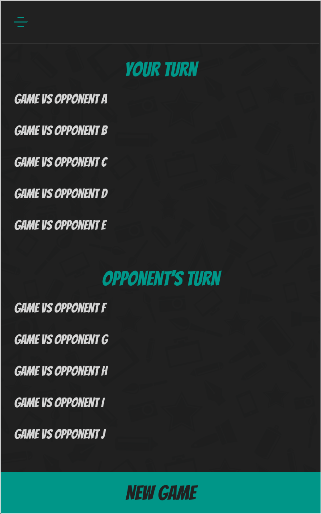 YOUR TURN
GAME VS OPPONENT A
GAME VS OPPONENT B
GAME VS OPPONENT C
GAME VS OPPONENT D
GAME VS OPPONENT E
OPPONENT'S TURN
GAME VS OPPONENT F
GAME VS OPPONENT G
GAME VS OPPONENT H
GAME VS OPPONENT I
GAME VS OPPONENT J
NEW GAME